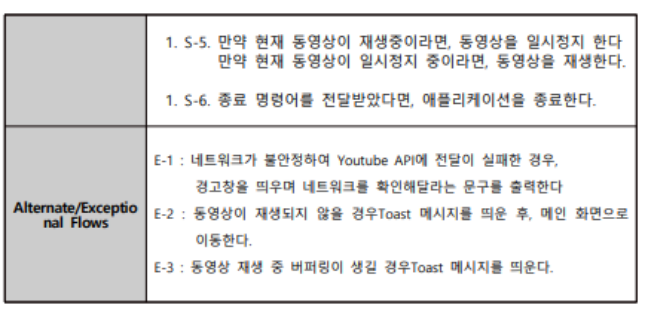 1. S-5. 만약 현재 동영상이 재생중이라면, 동영상을 일시정지 한다
만약 현재 동영상이 일시정지 중이라면, 동영상을 재생한다.
1. S-6. 종료 명령어를 전달받았다면, 애플리케이션을 종료한다.
Alternate/Exceptio
nal Flows
E-1 : 네트워크가 불안정하여 Youtube API에 전달이 실패한 경우,
경고창을 띄우며 네트워크를 확인해달라는 문구를 출력한다
E-2 : 동영상이 재생되지 않을 경우Toast 메시지를 띄운 후, 메인 화면으로
이동한다.
E-3 : 동영상 재생 중 버퍼링이 생길 경우Toast 메시지를 띄운다.